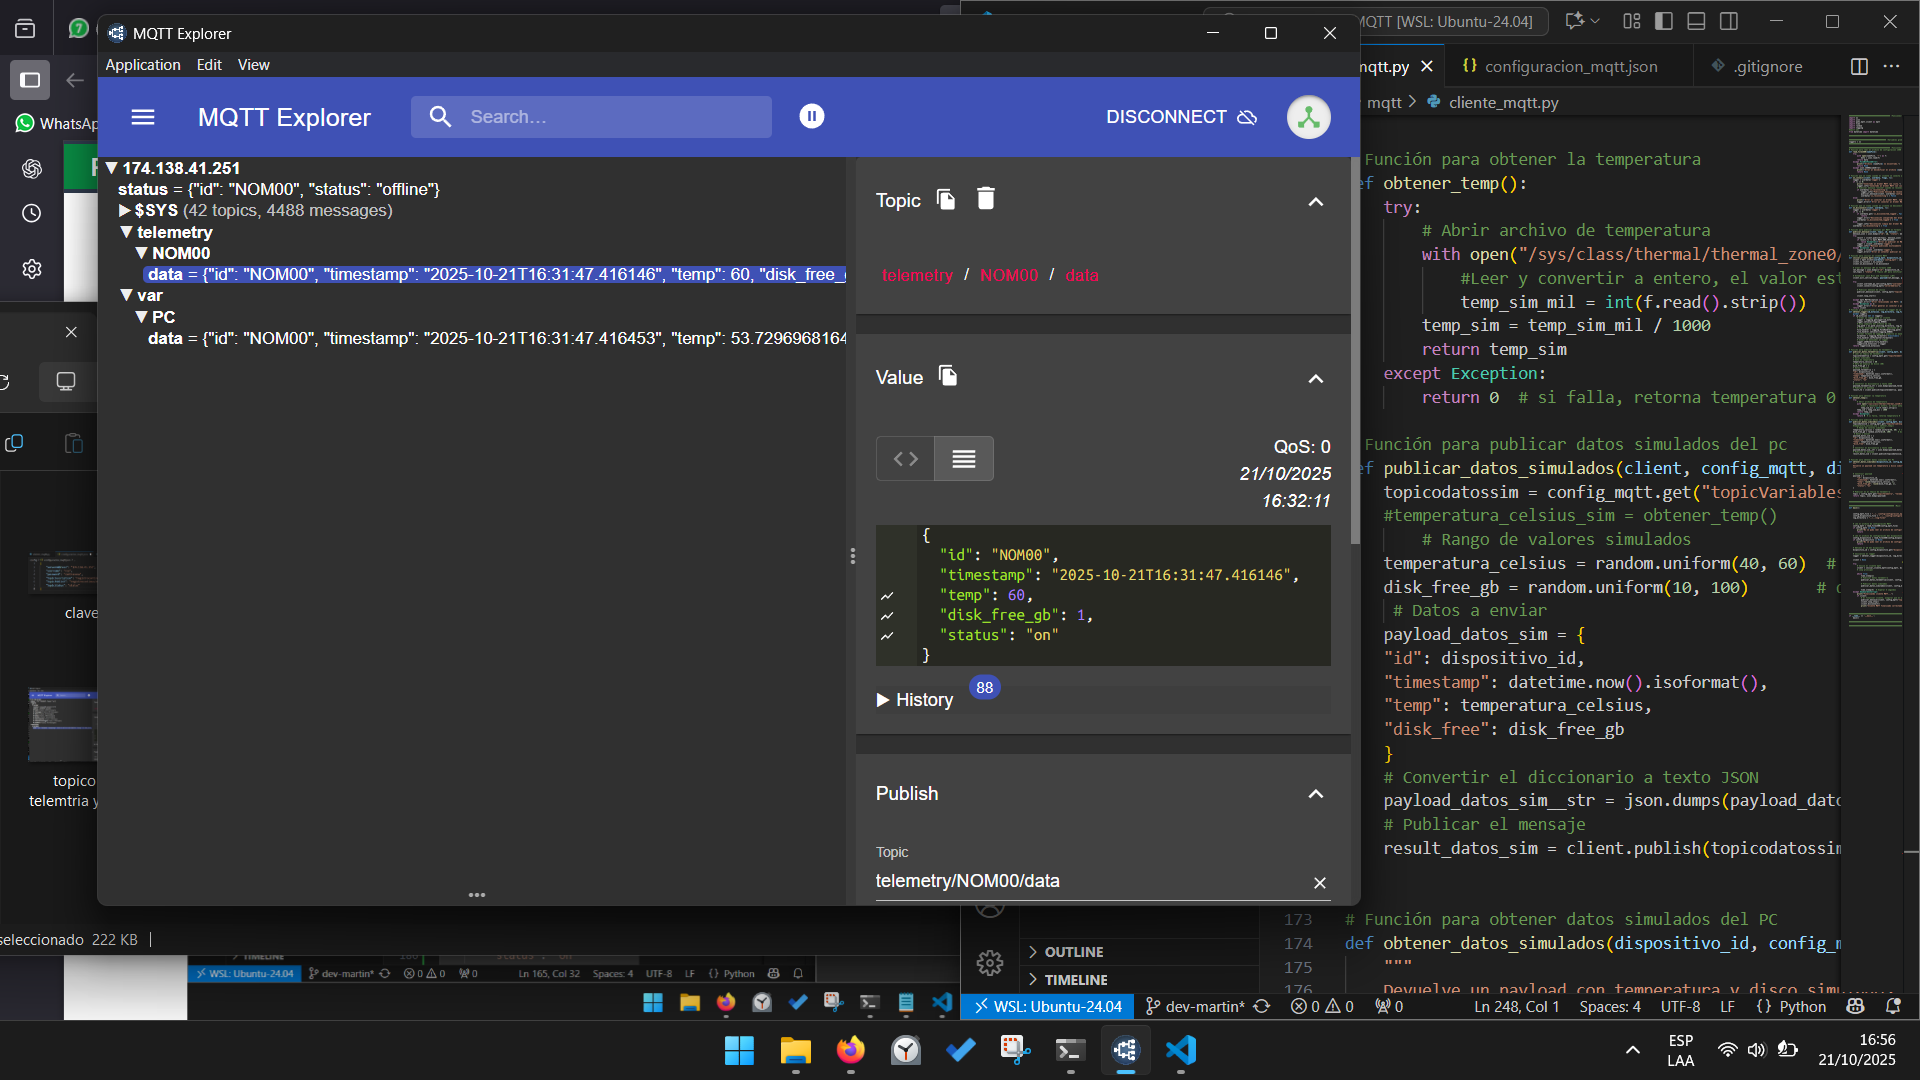 MQTT Explorer
Application Edit View
MQTT Explorer
Search...
DISCONNECT
▼ 174.138.41.251
status = {"id": "NOM00", "status": "offline"}
▶ $SYS (42 topics, 4488 messages)
▼ telemetry
▼ NOM00
data = {"id": "NOM00", "timestamp": "2025-10-21T16:31:47.416146", "temp": 60, "disk_free_
▼ var
▼ PC
data = {"id": "NOM00", "timestamp": "2025-10-21T16:31:47.416453", "temp": 53.7296968164
Topic
telemetry / NOM00 / data
Value
QoS: 0
21/10/2025
16:32:11
{
"id": "NOM00",
"timestamp": "2025-10-21T16:31:47.416146",
"temp": 60,
"disk_free_gb": 1,
"status": "on"
}
▶ History 88
Publish
Topic
telemetry/NOM00/data
7
WhatsAp
clave
topico
telemtria y
seleccionado 222 KB
TIMELINE
WSL: Ubuntu-24.04 dev-martin* 0 0 0 Ln 165, Col 32 Spaces: 4 UTF-8 LF {} Python
MQTT [WSL: Ubuntu-24.04]
mqtt.py {} configuracion_mqtt.json .gitignore
mqtt > cliente_mqtt.py
Función para obtener la temperatura
ef obtener_temp():
try:
# Abrir archivo de temperatura
with open("/sys/class/thermal/thermal_zone0/
#Leer y convertir a entero, el valor est
temp_sim_mil = int(f.read().strip())
temp_sim = temp_sim_mil / 1000
return temp_sim
except Exception:
return 0 # si falla, retorna temperatura 0
Función para publicar datos simulados del pc
ef publicar_datos_simulados(client, config_mqtt, di
topicodatossim = config_mqtt.get("topicVariables
#temperatura_celsius_sim = obtener_temp()
# Rango de valores simulados
temperatura_celsius = random.uniform(40, 60) #
disk_free_gb = random.uniform(10, 100) # d
# Datos a enviar
payload_datos_sim = {
"id": dispositivo_id,
"timestamp": datetime.now().isoformat(),
"temp": temperatura_celsius,
"disk_free": disk_free_gb
}
# Convertir el diccionario a texto JSON
payload_datos_sim__str = json.dumps(payload_dato
# Publicar el mensaje
result_datos_sim = client.publish(topicodatossim
173 # Función para obtener datos simulados del PC
174 def obtener_datos_simulados(dispositivo_id, config_m
175 """
176 Devuelve un payload con temperatura y disco simu
OUTLINE
TIMELINE
WSL: Ubuntu-24.04 dev-martin* 0 0 0 Ln 248, Col 1 Spaces: 4 UTF-8 LF {} Python
ESP
LAA
16:56
21/10/2025